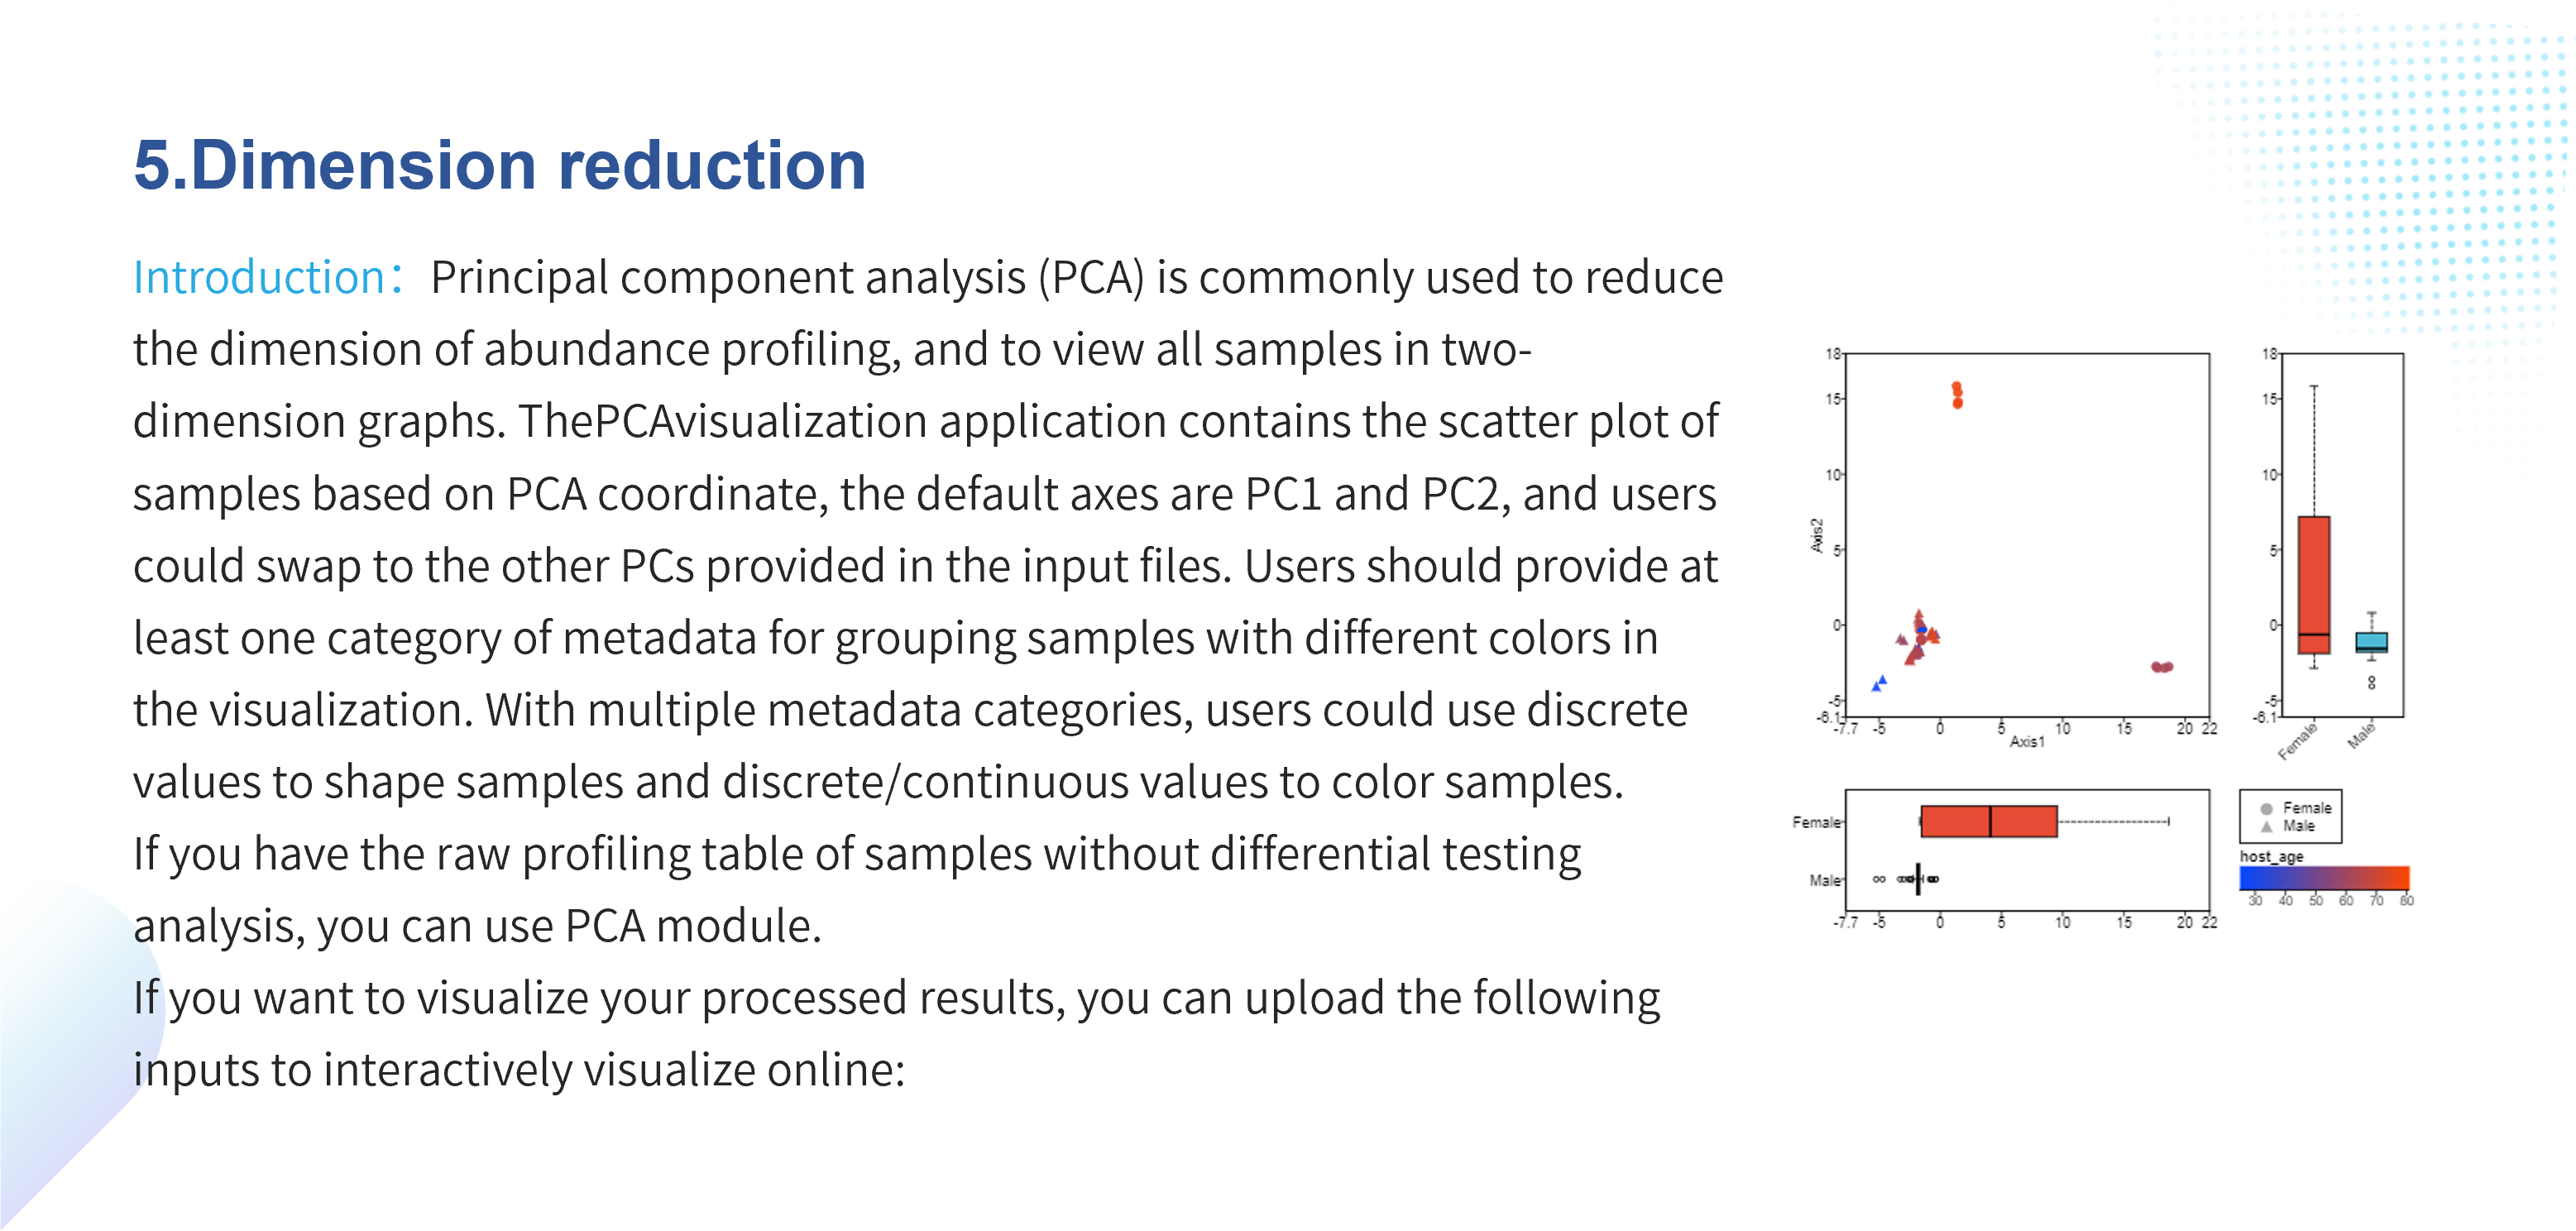 5.Dimension reduction
Introduction： Principal component analysis (PCA) is commonly used to reduce
the dimension of abundance profiling, and to view all samples in two-
dimension graphs. ThePCAvisualization application contains the scatter plot of
samples based on PCA coordinate, the default axes are PC1 and PC2, and users
could swap to the other PCs provided in the input files. Users should provide at
least one category of metadata for grouping samples with different colors in
the visualization. With multiple metadata categories, users could use discrete
values to shape samples and discrete/continuous values to color samples.
If you have the raw profiling table of samples without differential testing
analysis, you can use PCA module.
If you want to visualize your processed results, you can upload the following
inputs to interactively visualize online:
18
15
10
5
0
-5
-6.1
Axis2
-7.7 -5 0 5 10 15 20 22
Axis1
18
15
10
5
0
-5
-6.1
Female Male
Female
Male
-7.7 -5 0 5 10 15 20 22
Female
Male
host_age
30 40 50 60 70 80